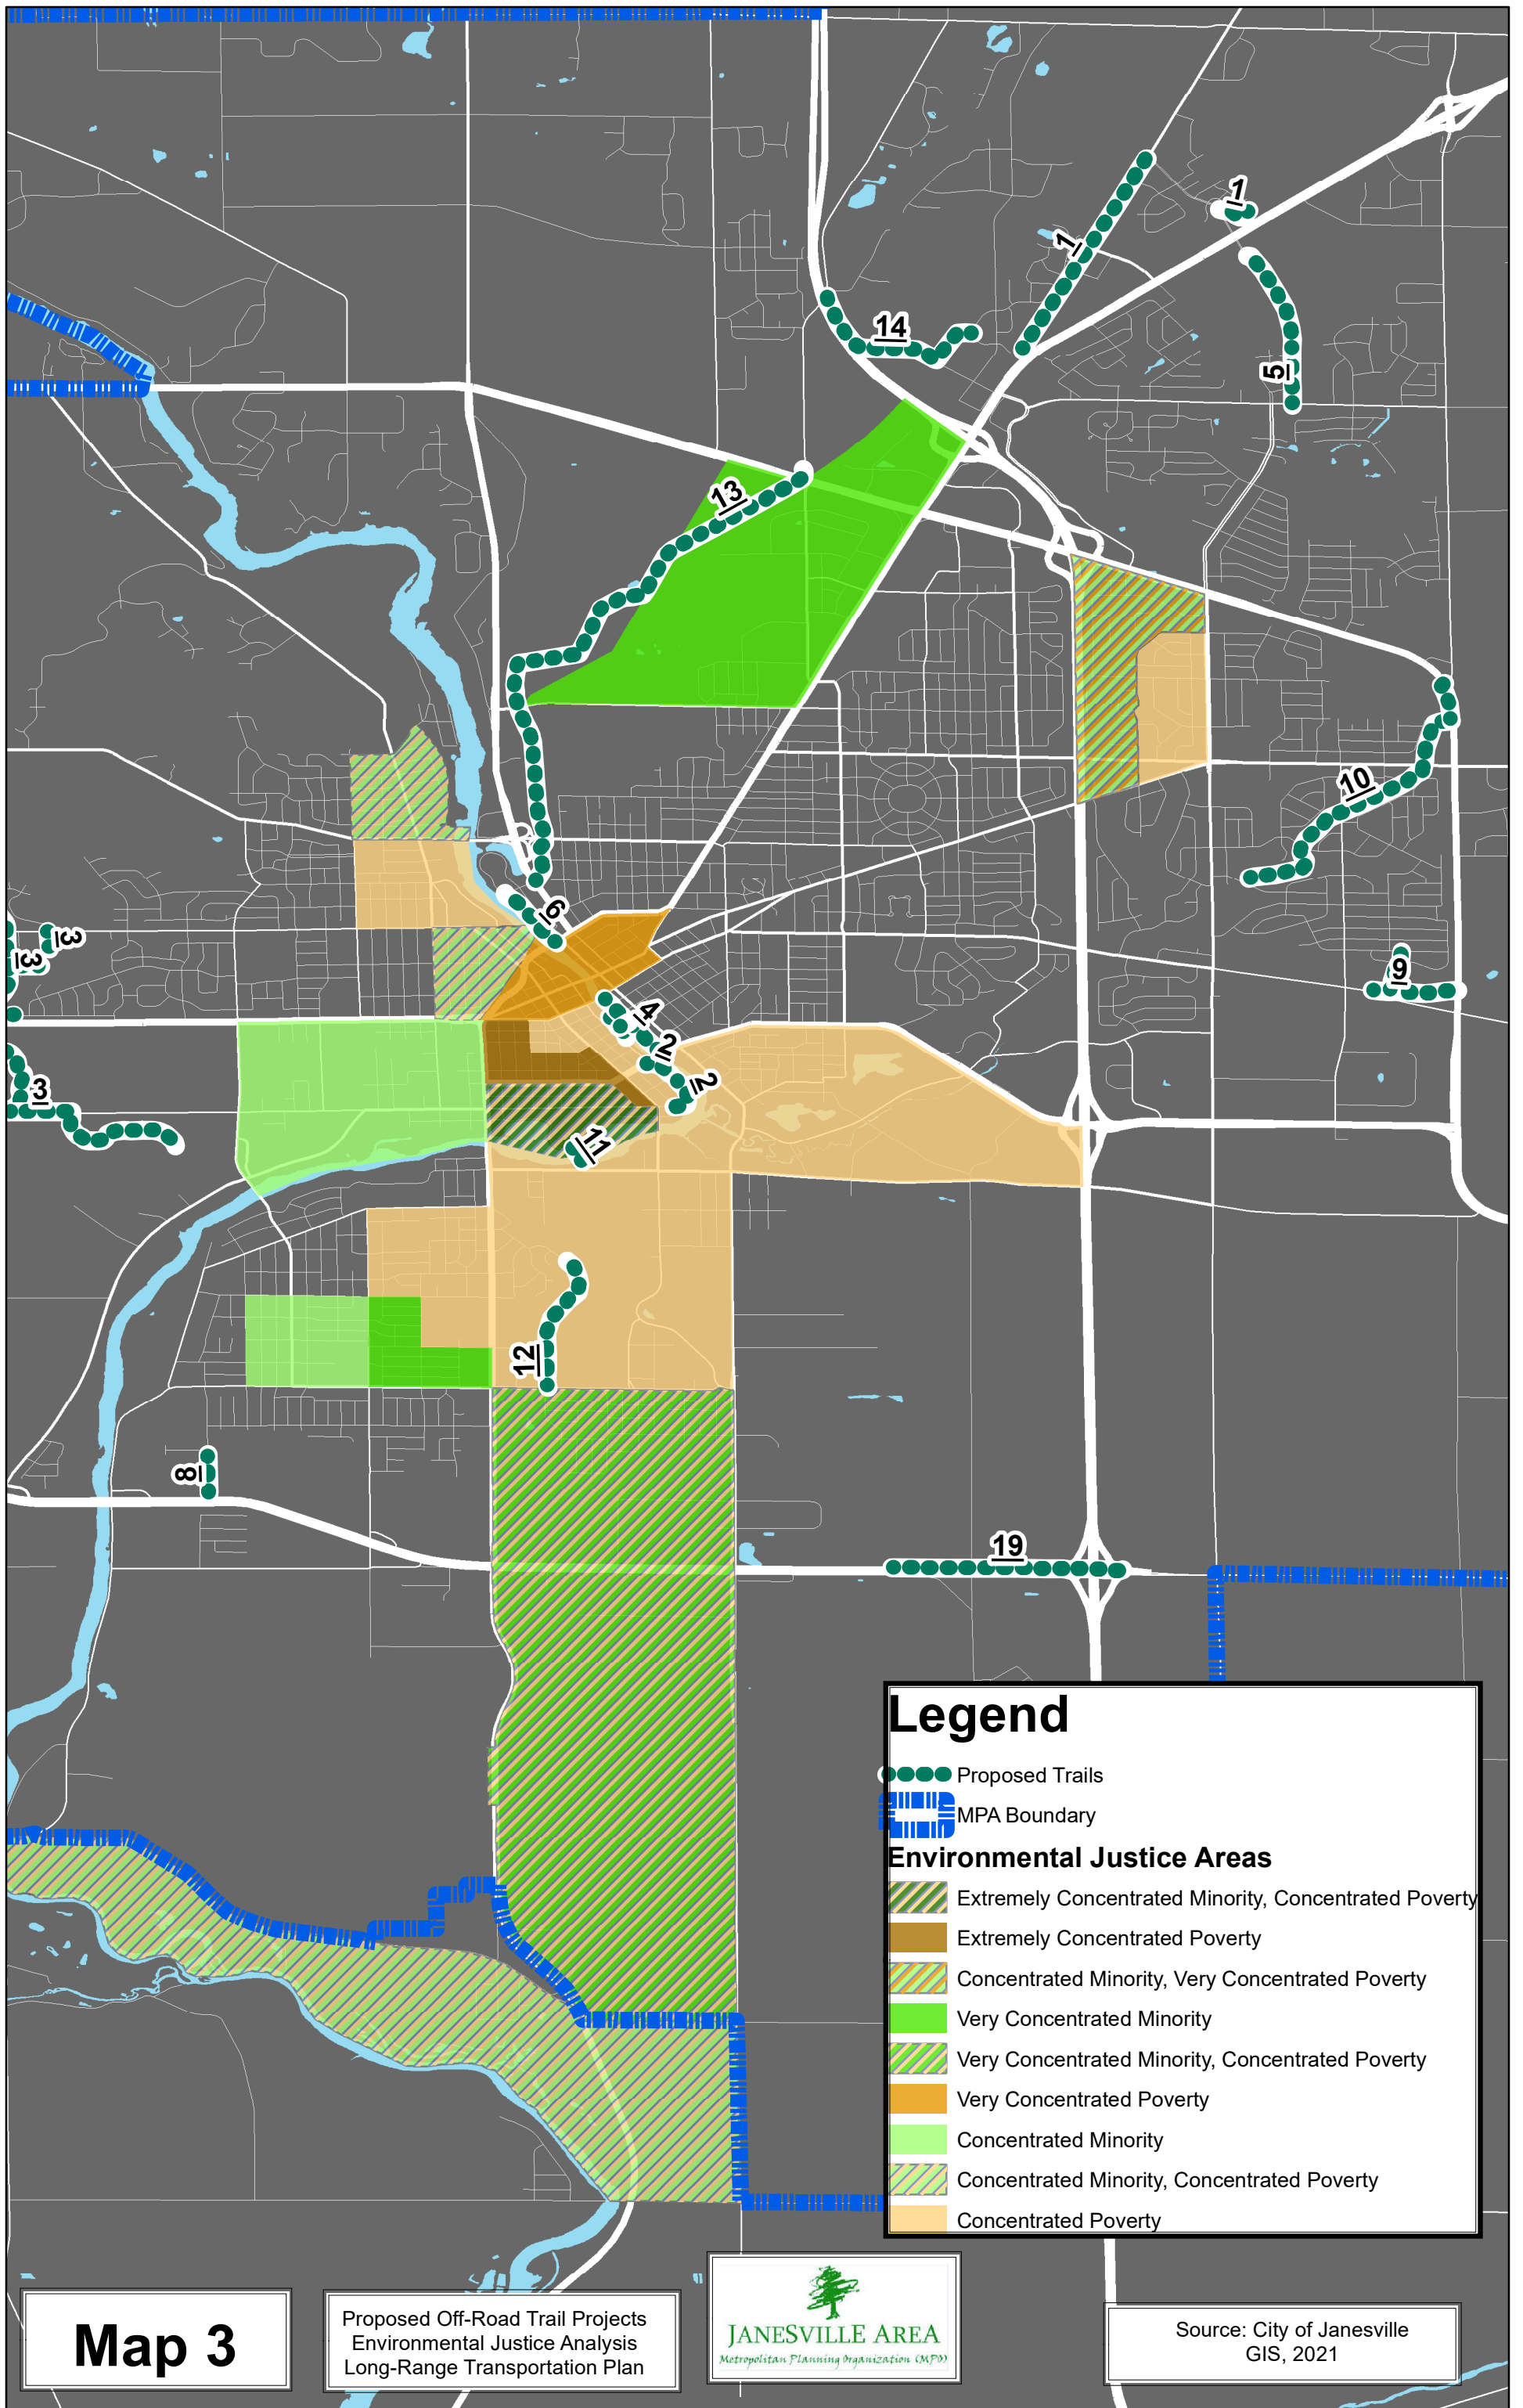 1
1
14
5
13
10
6
3
3
9
4
2
2
3
11
12
8
19
Legend
Proposed Trails
MPA Boundary
Environmental Justice Areas
Extremely Concentrated Minority, Concentrated Poverty
Extremely Concentrated Poverty
Concentrated Minority, Very Concentrated Poverty
Very Concentrated Minority
Very Concentrated Minority, Concentrated Poverty
Very Concentrated Poverty
Concentrated Minority
Concentrated Minority, Concentrated Poverty
Concentrated Poverty
Map 3
Proposed Off-Road Trail Projects
Environmental Justice Analysis
Long-Range Transportation Plan
JANESVILLE AREA
Metropolitan Planning Organization (MPO)
Source: City of Janesville
GIS, 2021